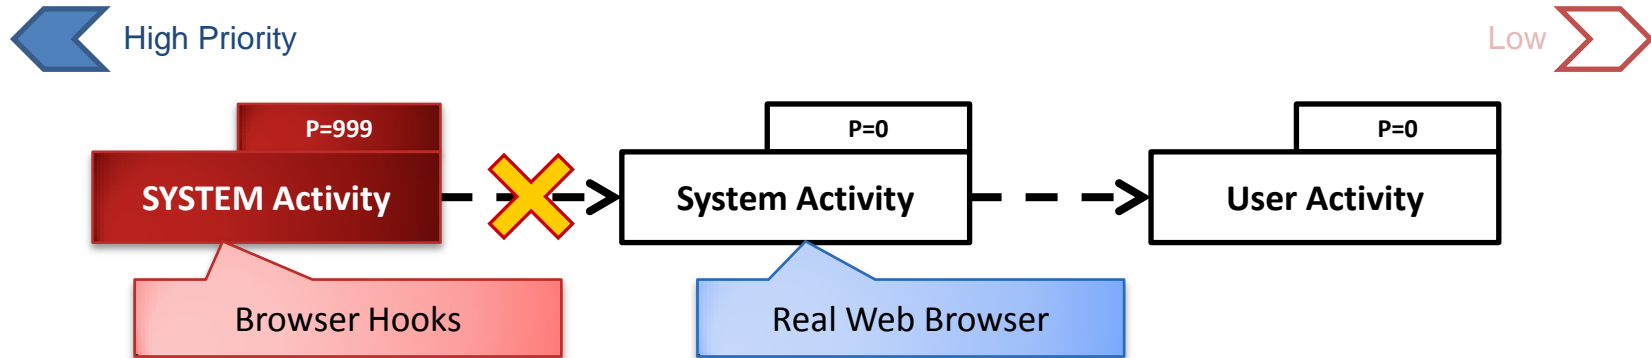 High Priority
Low
P=999
P=0
P=0
SYSTEM Activity
System Activity
User Activity
Browser Hooks
Real Web Browser